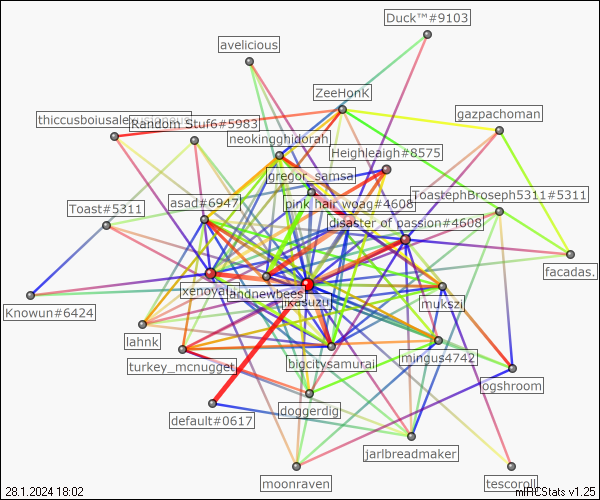 Duck™#9103
avelicious
ZeeHonK
gazpachoman
thiccusboiusale
Random Stuf6#5983
neokingghidorah
Heighleaigh#8575
gregor_samsa
ToastephBroseph5311#5311
asad#6947
pink hair woag#4608
Toast#5311
disaster of passion#4608
facadas.
xenoyal
andnewbees
ikasuzu
mukszi
Knowun#6424
lahnk
mingus4742
bigcitysamurai
turkey_mcnugget
ogshroom
doggerdig
default#0617
jarlbreadmaker
moonraven
tescoroll
28.1.2024 18:02
mIRCStats v1.25